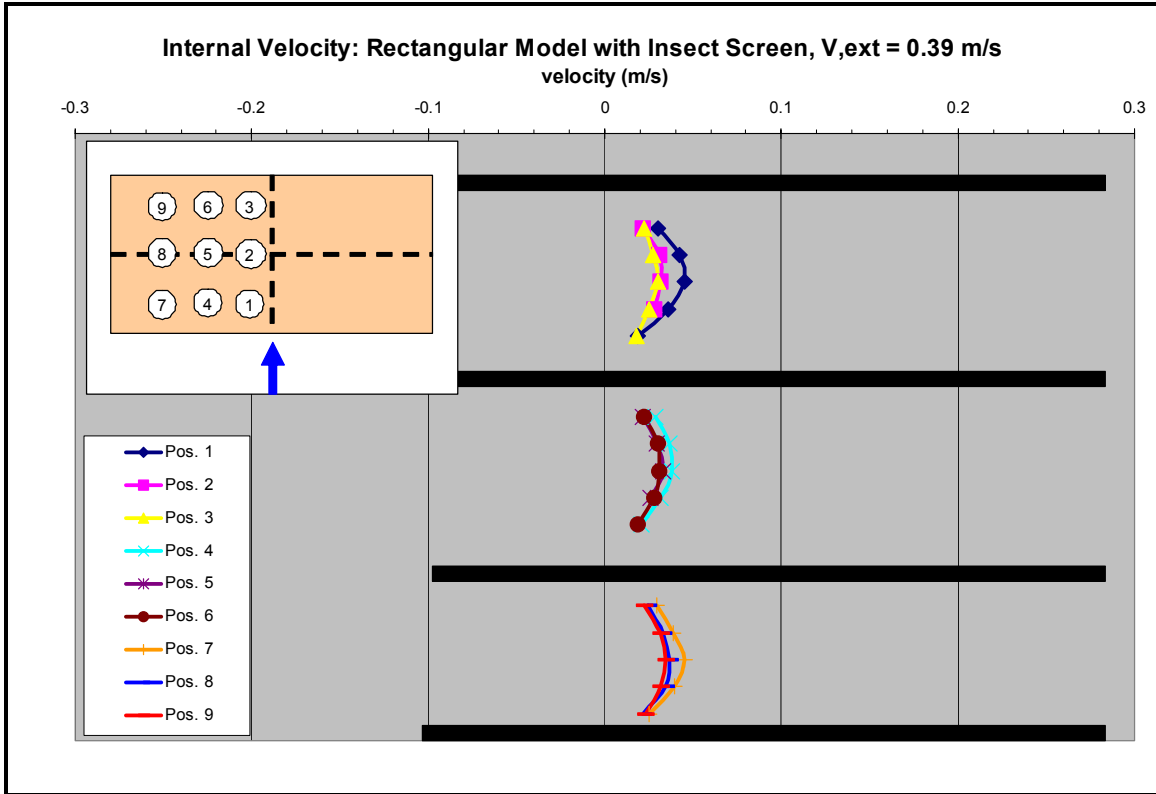 Internal Velocity: Rectangular Model with Insect Screen, V,ext = 0.39 m/s
velocity (m/s)
-0.3 -0.2 -0.1 0 0.1 0.2 0.3
9 6 3
8 5 2
7 4 1
Pos. 1
Pos. 2
Pos. 3
Pos. 4
Pos. 5
Pos. 6
Pos. 7
Pos. 8
Pos. 9